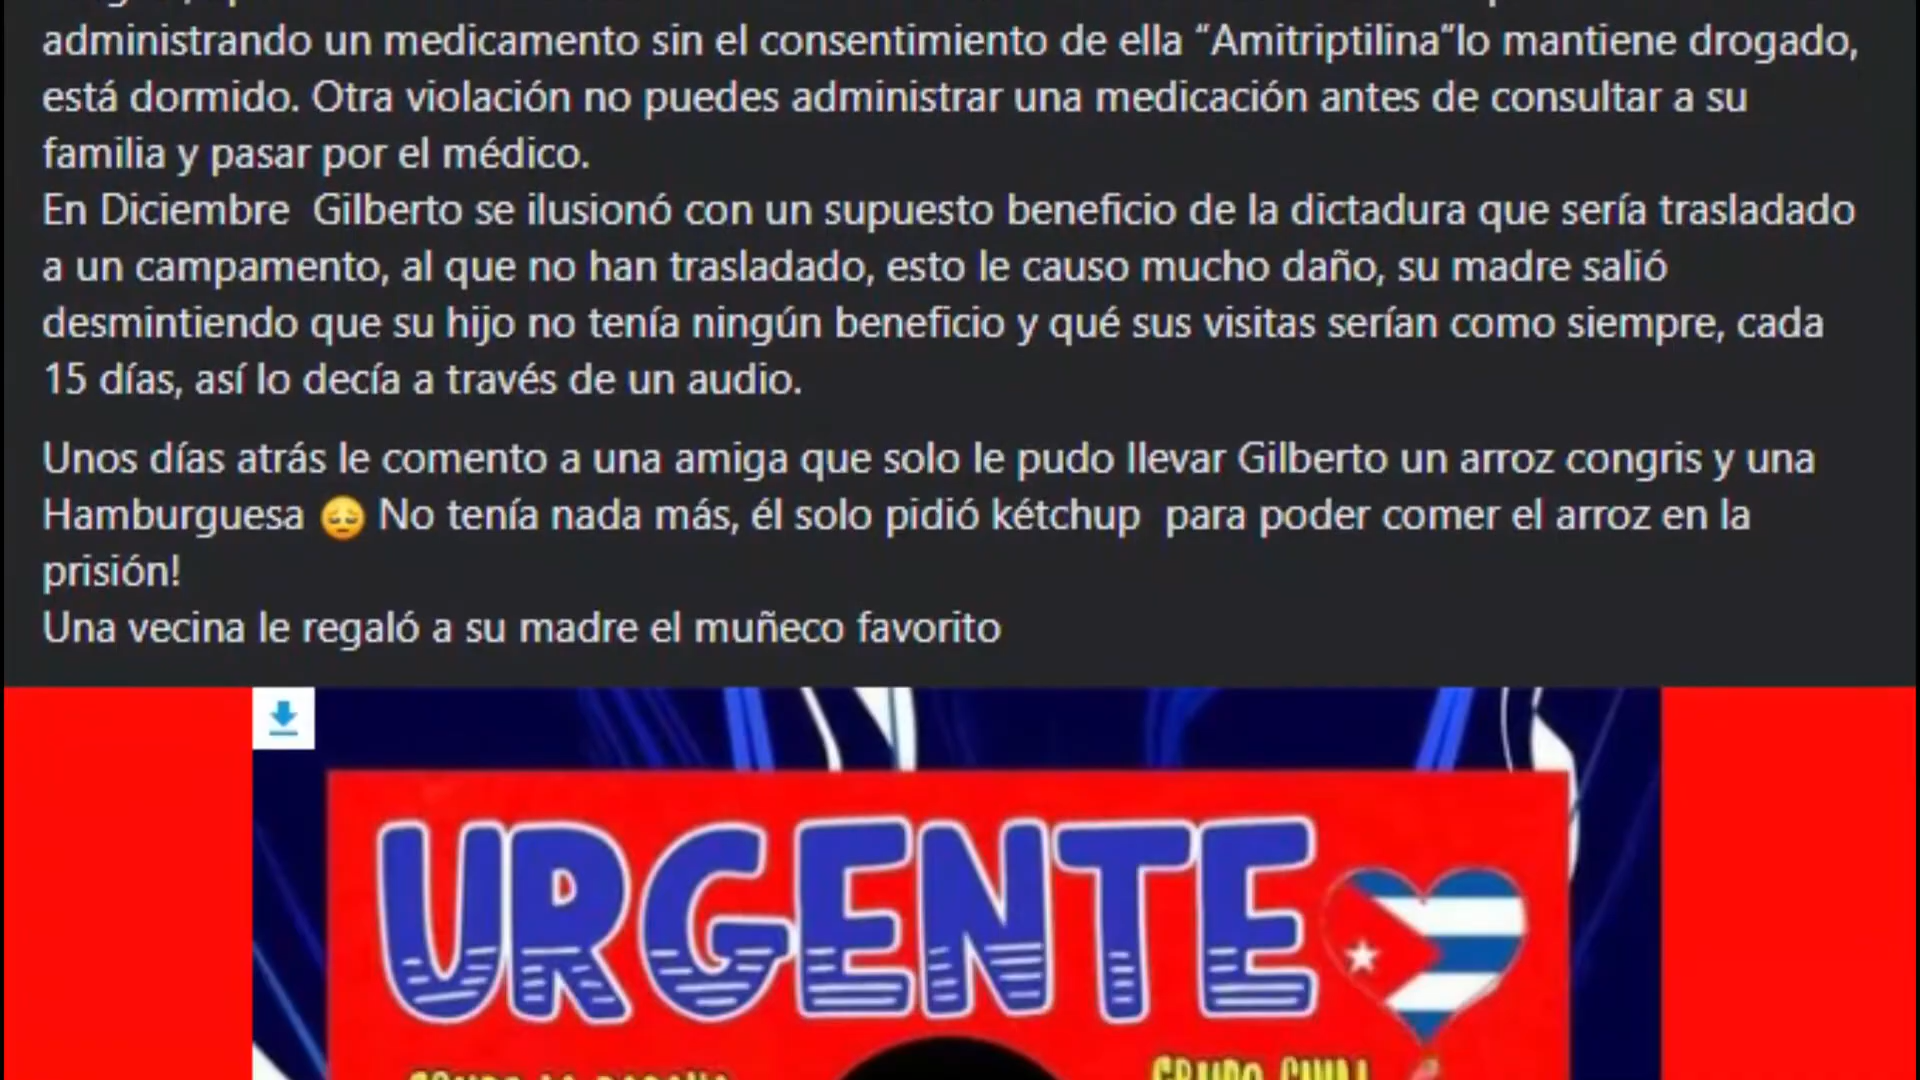 administrando un medicamento sin el consentimiento de ella “Amitriptilina”lo mantiene drogado,
está dormido. Otra violación no puedes administrar una medicación antes de consultar a su
familia y pasar por el médico.
En Diciembre  Gilberto se ilusionó con un supuesto beneficio de la dictadura que sería trasladado
a un campamento, al que no han trasladado, esto le causo mucho daño, su madre salió
desmintiendo que su hijo no tenía ningún beneficio y qué sus visitas serían como siempre, cada
15 días, así lo decía a través de un audio.
Unos días atrás le comento a una amiga que solo le pudo llevar Gilberto un arroz congris y una
Hamburguesa 😔 No tenía nada más, él solo pidió kétchup  para poder comer el arroz en la
prisión!
Una vecina le regaló a su madre el muñeco favorito
URGENTE